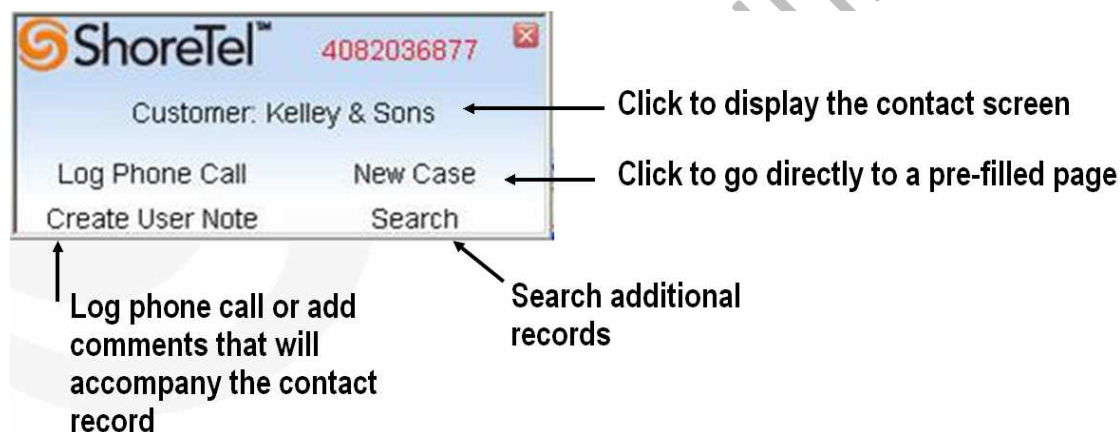 ShoreTel™ 4082036877
Customer: Kelley & Sons
Click to display the contact screen
Log Phone Call New Case
Click to go directly to a pre-filled page
Create User Note Search
Log phone call or add
comments that will
accompany the contact
record
Search additional
records